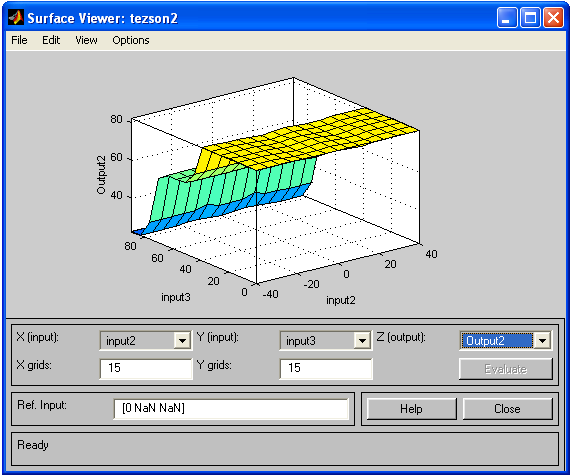 Surface Viewer: tezson2
File Edit View Options
80
60
40
Output2
80
60
40
20
0
input3
-40
-20
0
20
40
input2
X (input): input2 Y (input): input3 Z (output): Output2
X grids: 15 Y grids: 15 Evaluate
Ref. Input: [0 NaN NaN] Help Close
Ready